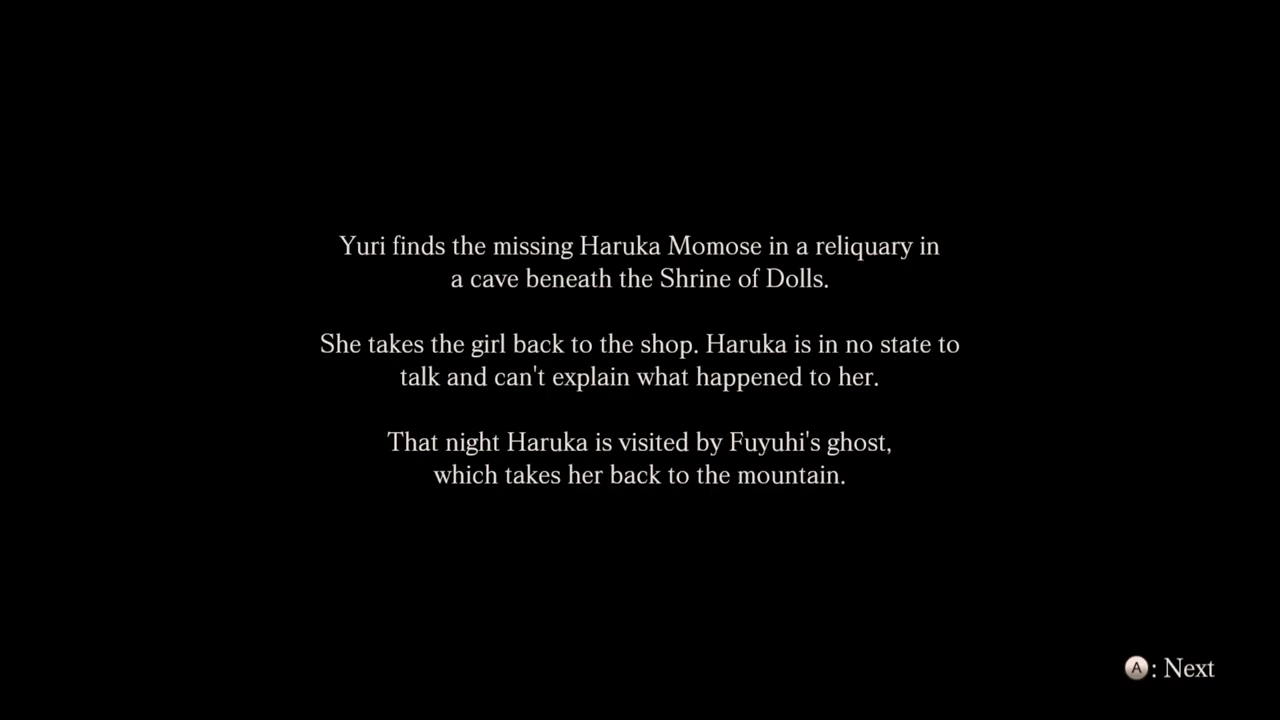 Yuri finds the missing Haruka Momose in a reliquary in
a cave beneath the Shrine of Dolls.
She takes the girl back to the shop. Haruka is in no state to
talk and can't explain what happened to her.
That night Haruka is visited by Fuyuhi's ghost,
which takes her back to the mountain.
A: Next